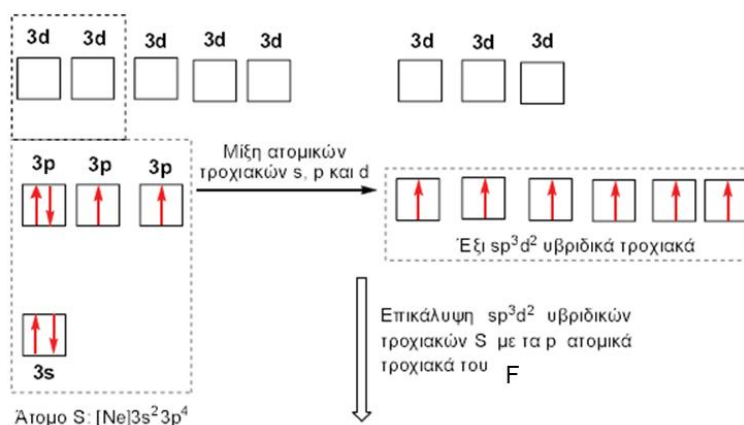 3d 3d 3d 3d 3d 3d 3d 3d
3p 3p 3p
Μίξη ατομικών
τροχιακών s, p και d
Έξι sp³d² υβριδικά τροχιακά
3s
Άτομο S: [Ne]3s²3p⁴
Επικάλυψη sp³d² υβριδικών
τροχιακών S με τα p ατομικά
τροχιακά του F